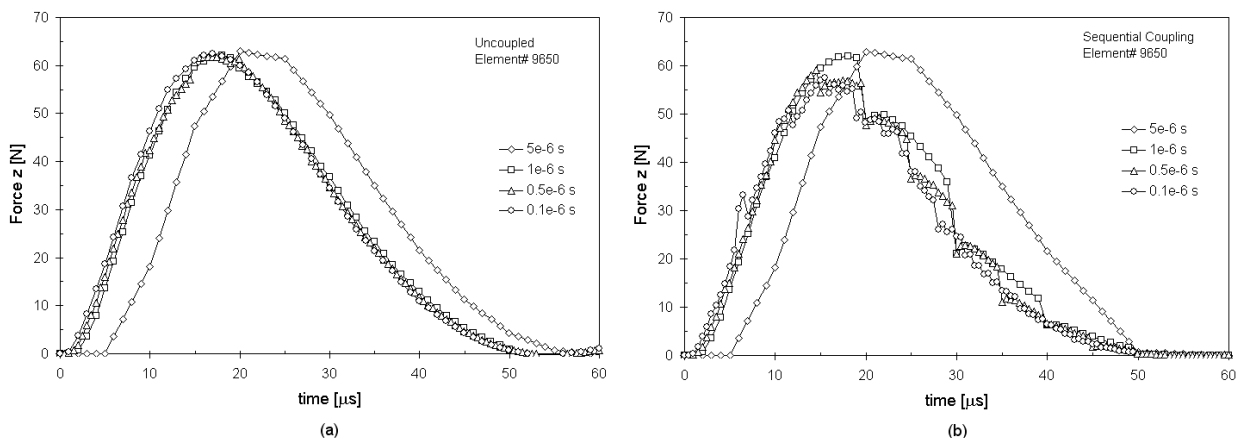 Uncoupled
Element# 9650
5e-6 s
1e-6 s
0.5e-6 s
0.1e-6 s
Force z [N]
70
60
50
40
30
20
10
0
0 10 20 30 40 50 60
time [μs]
(a)
Sequential Coupling
Element# 9650
5e-6 s
1e-6 s
0.5e-6 s
0.1e-6 s
Force z [N]
70
60
50
40
30
20
10
0
0 10 20 30 40 50 60
time [μs]
(b)